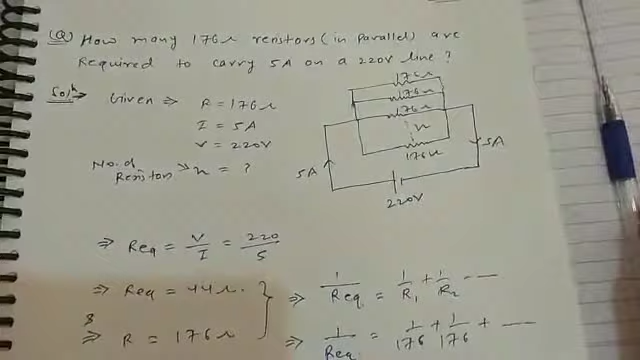 (Q) How many 176Ω resistors (in parallel) are
required to carry 5A on a 220V line?
Solⁿ → Given ⇒ R = 176Ω
I = 5A
V = 220V
No. of Resistors → n = ?
176Ω
176Ω
176Ω
n
176Ω
5A
5A
220V
⇒ Req = V/I = 220/5
⇒ Req = 44Ω.
&
⇒ R = 176Ω
⇒ 1/Req = 1/R₁ + 1/R₂ ---
⇒ 1/Req = 1/176 + 1/176 + ---